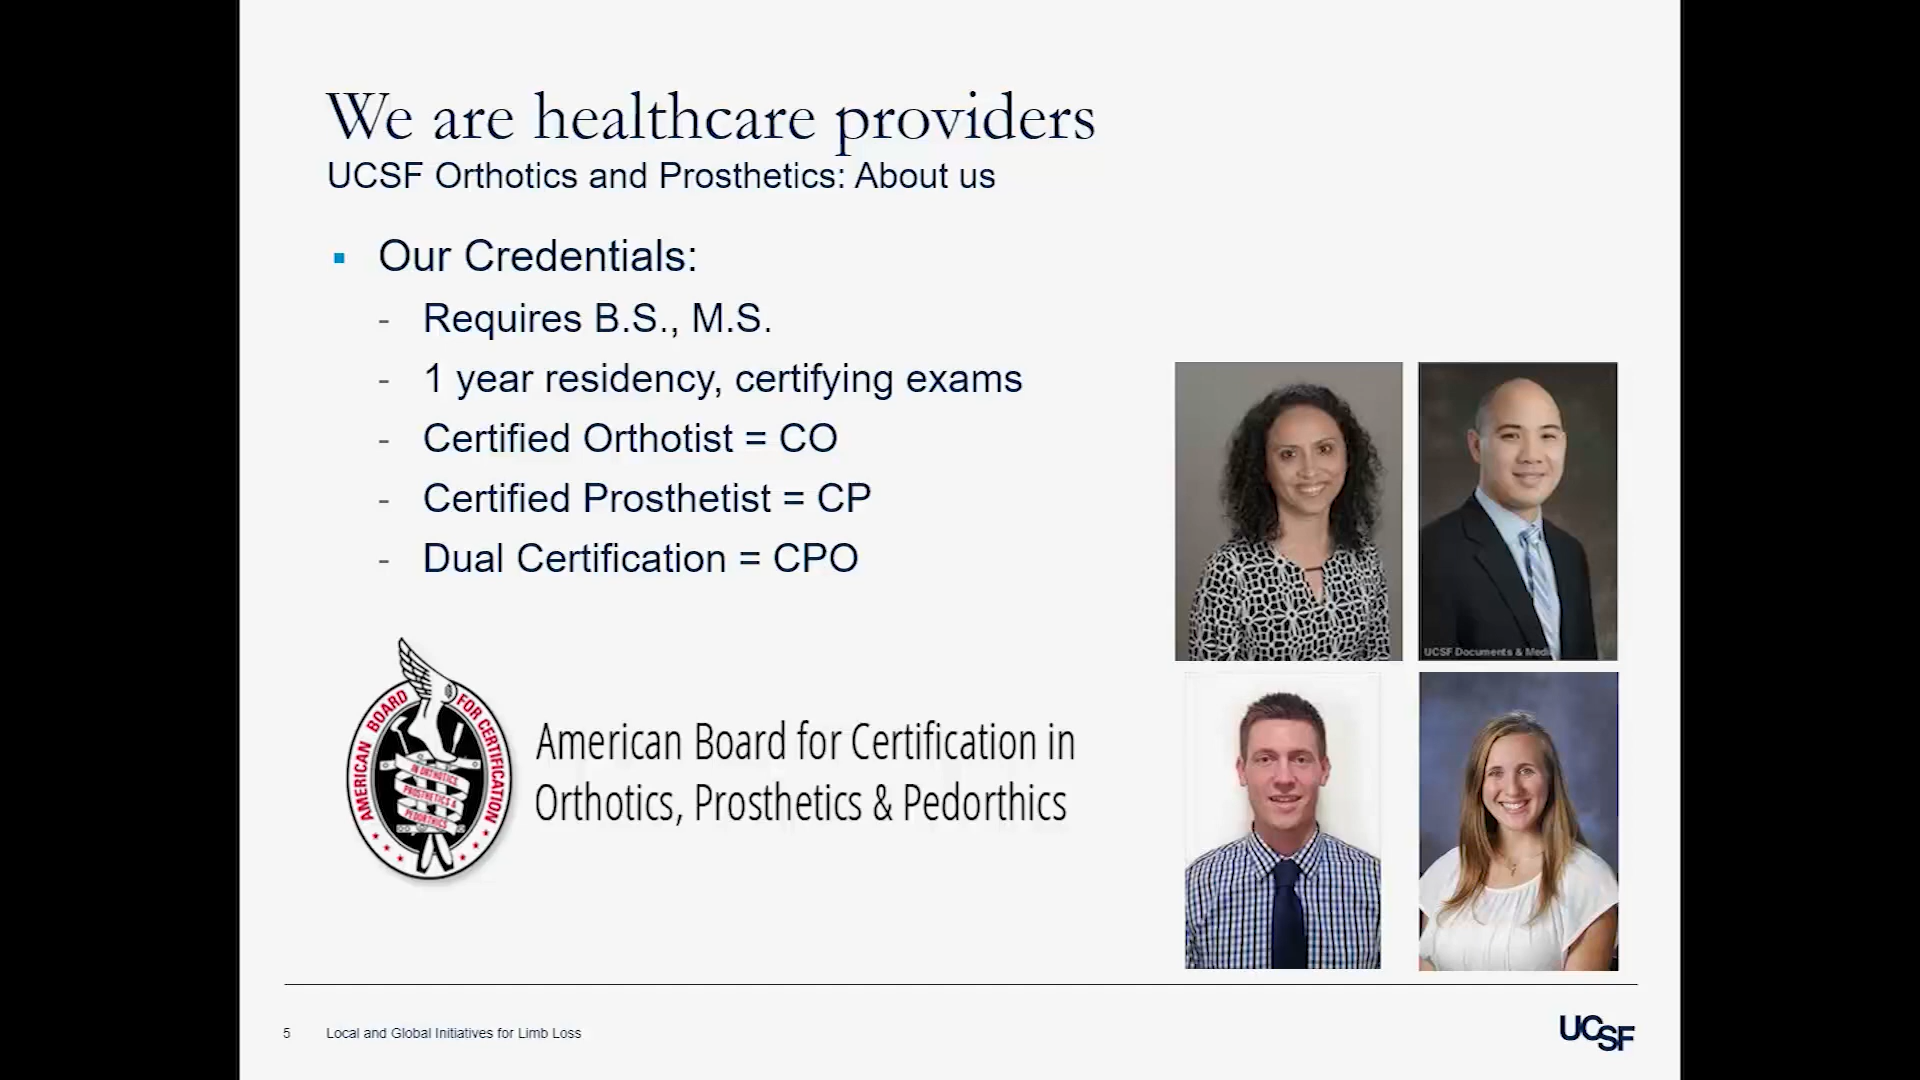 We are healthcare providers
UCSF Orthotics and Prosthetics: About us
▪ Our Credentials:
- Requires B.S., M.S.
- 1 year residency, certifying exams
- Certified Orthotist = CO
- Certified Prosthetist = CP
- Dual Certification = CPO
UCSF Documents & Media
AMERICAN BOARD FOR CERTIFICATION
IN ORTHOTICS,
PROSTHETICS &
PEDORTHICS
American Board for Certification in
Orthotics, Prosthetics & Pedorthics
5 Local and Global Initiatives for Limb Loss
UCSF